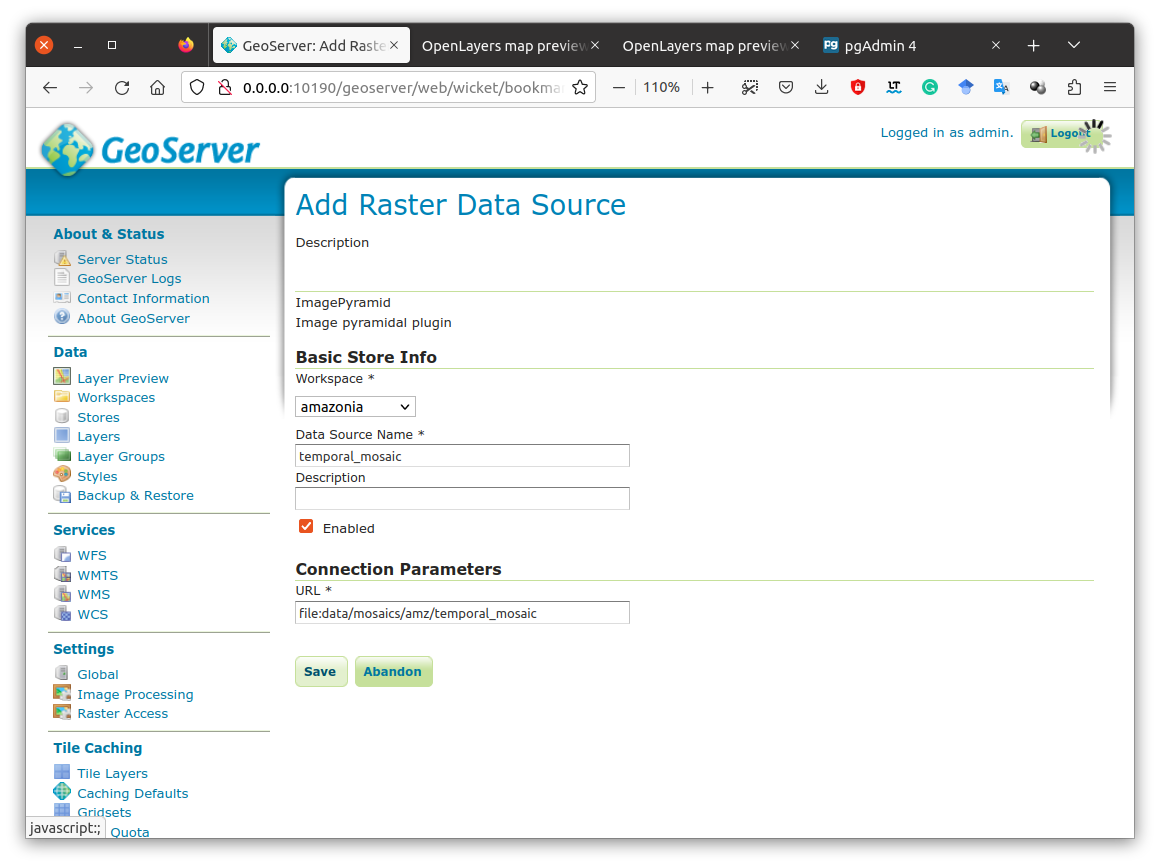 GeoServer: Add Raste
OpenLayers map preview
OpenLayers map preview
pgAdmin 4
0.0.0.0:10190/geoserver/web/wicket/bookma
110%
GeoServer
Logged in as admin.
Logout
Add Raster Data Source
Description
ImagePyramid
Image pyramidal plugin
Basic Store Info
Workspace *
amazonia
Data Source Name *
temporal_mosaic
Description
Enabled
Connection Parameters
URL *
file:data/mosaics/amz/temporal_mosaic
Save
Abandon
About & Status
Server Status
GeoServer Logs
Contact Information
About GeoServer
Data
Layer Preview
Workspaces
Stores
Layers
Layer Groups
Styles
Backup & Restore
Services
WFS
WMTS
WMS
WCS
Settings
Global
Image Processing
Raster Access
Tile Caching
Tile Layers
Caching Defaults
Gridsets
Quota
javascript:;